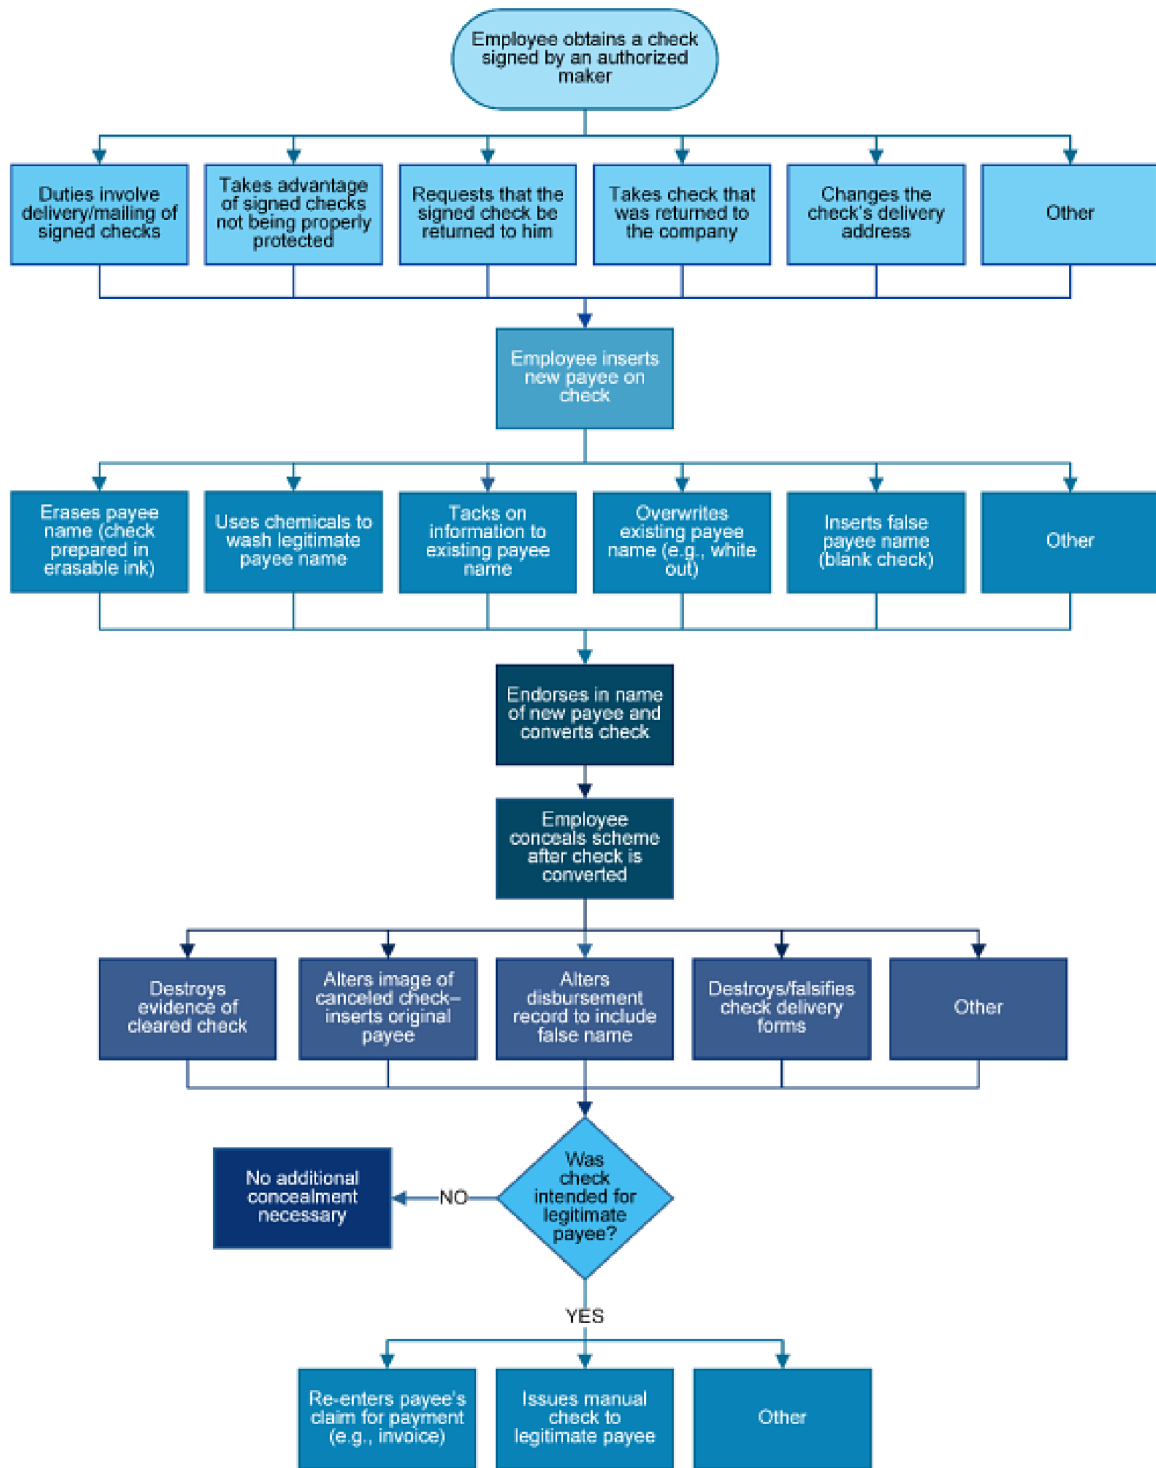 Employee obtains a check
signed by an authorized
maker
Duties involve
delivery/mailing of
signed checks
Takes advantage
of signed checks
not being properly
protected
Requests that the
signed check be
returned to him
Takes check that
was returned to
the company
Changes the
check's delivery
address
Other
Employee inserts
new payee on
check
Erases payee
name (check
prepared in
erasable ink)
Uses chemicals to
wash legitimate
payee name
Tacks on
information to
existing payee
name
Overwrites
existing payee
name (e.g., white
out)
Inserts false
payee name
(blank check)
Other
Endorses in name
of new payee and
converts check
Employee
conceals scheme
after check is
converted
Destroys
evidence of
cleared check
Alters image of
canceled check–
inserts original
payee
Alters
disbursement
record to include
false name
Destroys/falsifies
check delivery
forms
Other
Was
check
intended for
legitimate
payee?
NO
No additional
concealment
necessary
YES
Re-enters payee's
claim for payment
(e.g., invoice)
Issues manual
check to
legitimate payee
Other